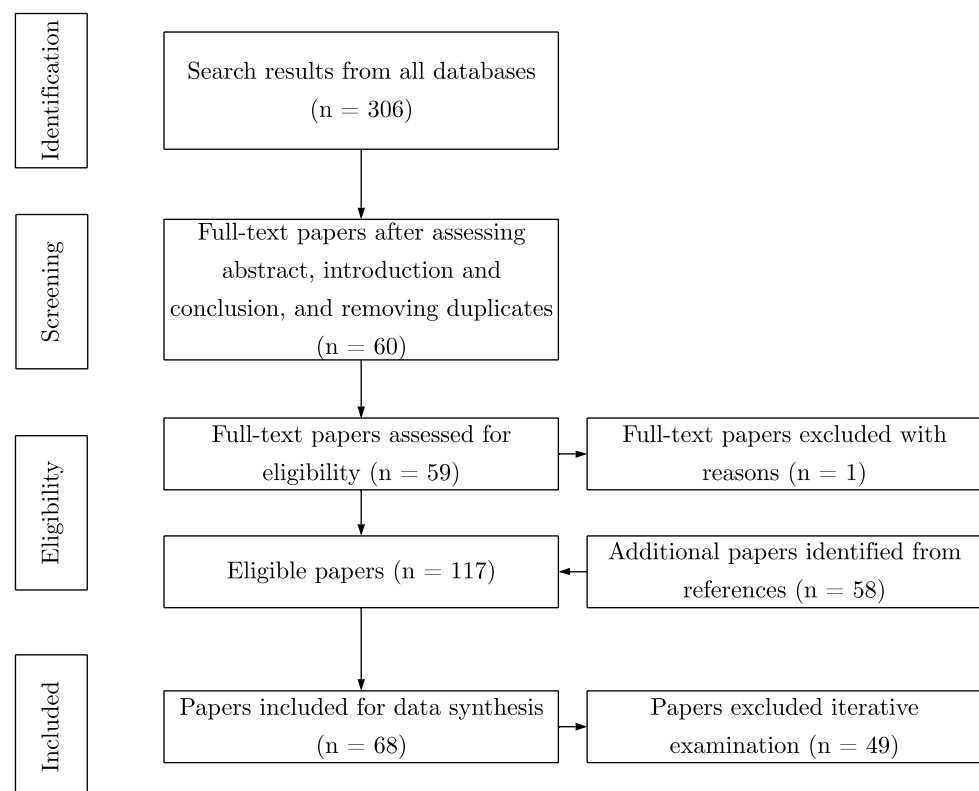 Identification
Search results from all databases
(n = 306)
Screening
Full-text papers after assessing
abstract, introduction and
conclusion, and removing duplicates
(n = 60)
Eligibility
Full-text papers assessed for
eligibility (n = 59)
Full-text papers excluded with
reasons (n = 1)
Eligible papers (n = 117)
Additional papers identified from
references (n = 58)
Included
Papers included for data synthesis
(n = 68)
Papers excluded iterative
examination (n = 49)